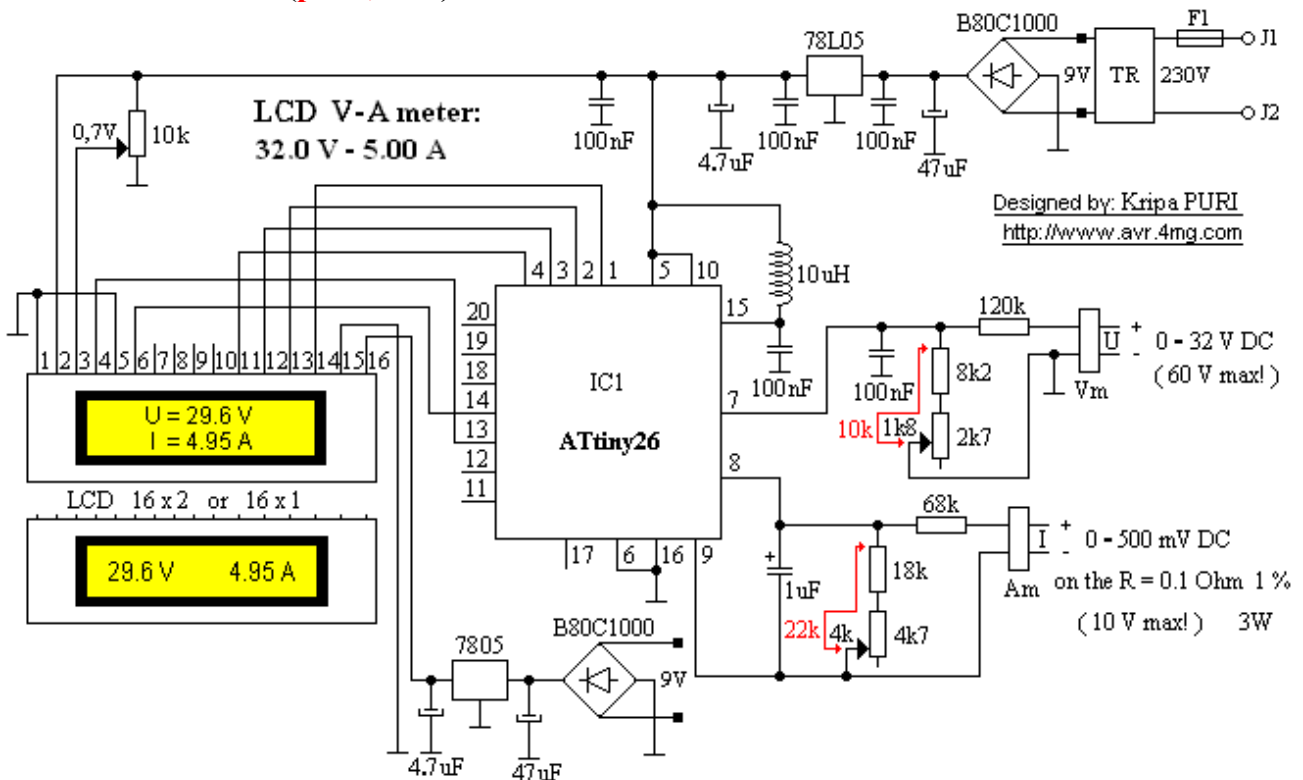 B80C1000
F1
78L05
J1
9V
TR
230V
J2
LCD V-A meter:
32.0 V - 5.00 A
0,7V
10k
100nF
4.7uF
100nF
100nF
47uF
Designed by: Kripa PURI
http://www.avr.4mg.com
4 3 2 1
5 10
10uH
15
100nF
20
19
18
14
13
12
11
IC1
ATtiny26
7
8
17
6
16
9
120k
U
+
-
0 - 32 V DC
( 60 V max! )
Vm
100nF
8k2
10k
1k8
2k7
1 2 3 4 5 6 7 8 9 10 11 12 13 14 15 16
U = 29.6 V
I = 4.95 A
LCD 16 x 2 or 16 x 1
29.6 V 4.95 A
68k
I
+
-
0 - 500 mV DC
on the R = 0.1 Ohm 1 %
( 10 V max! ) 3W
Am
+
1uF
18k
22k
4k
4k7
7805
B80C1000
9V
4.7uF
47uF